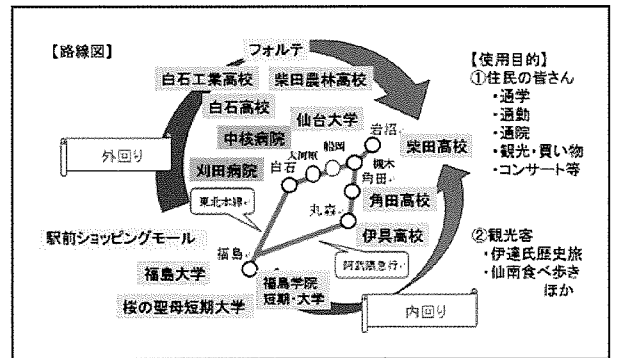 【路線図】
フォルテ
白石工業高校
柴田農林高校
白石高校
仙台大学
中核病院
船岡
岩沼
柴田高校
外回り
刈田病院
大河原
白石
槻木
角田
東北本線
丸森
角田高校
伊具高校
駅前ショッピングモール
福島
阿武隈急行
福島大学
福島学院
短期・大学
桜の聖母短期大学
内回り
【使用目的】
①住民の皆さん
・通学
・通勤
・通院
・観光・買い物
・コンサート等
②観光客
・伊達氏歴史旅
・仙南食べ歩き
ほか